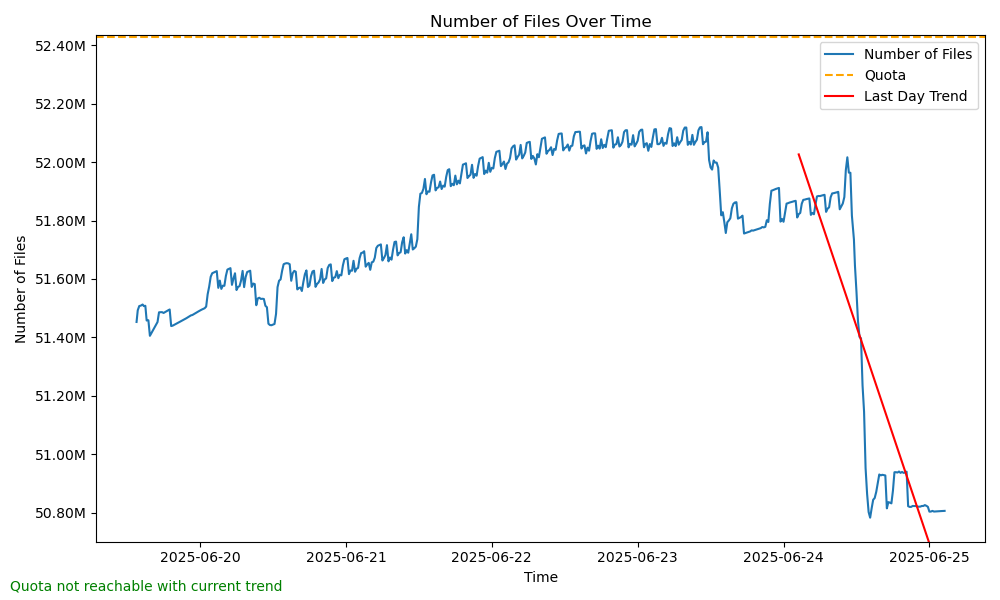 Number of Files Over Time
52.40M
52.20M
52.00M
51.80M
51.60M
51.40M
51.20M
51.00M
50.80M
Number of Files
Number of Files
Quota
Last Day Trend
2025-06-20
2025-06-21
2025-06-22
2025-06-23
2025-06-24
2025-06-25
Time
Quota not reachable with current trend